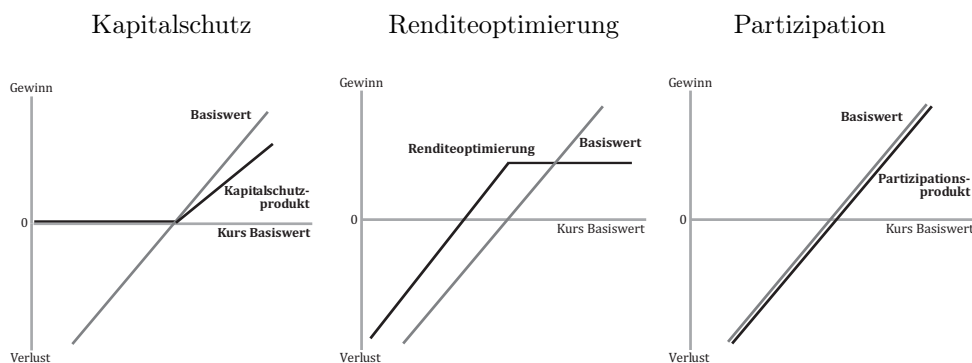 Kapitalschutz
Gewinn
Basiswert
Kapitalschutz-
produkt
0
Kurs Basiswert
Verlust
Renditeoptimierung
Gewinn
Renditeoptimierung
Basiswert
0
Kurs Basiswert
Verlust
Partizipation
Gewinn
Basiswert
Partizipations-
produkt
0
Kurs Basiswert
Verlust